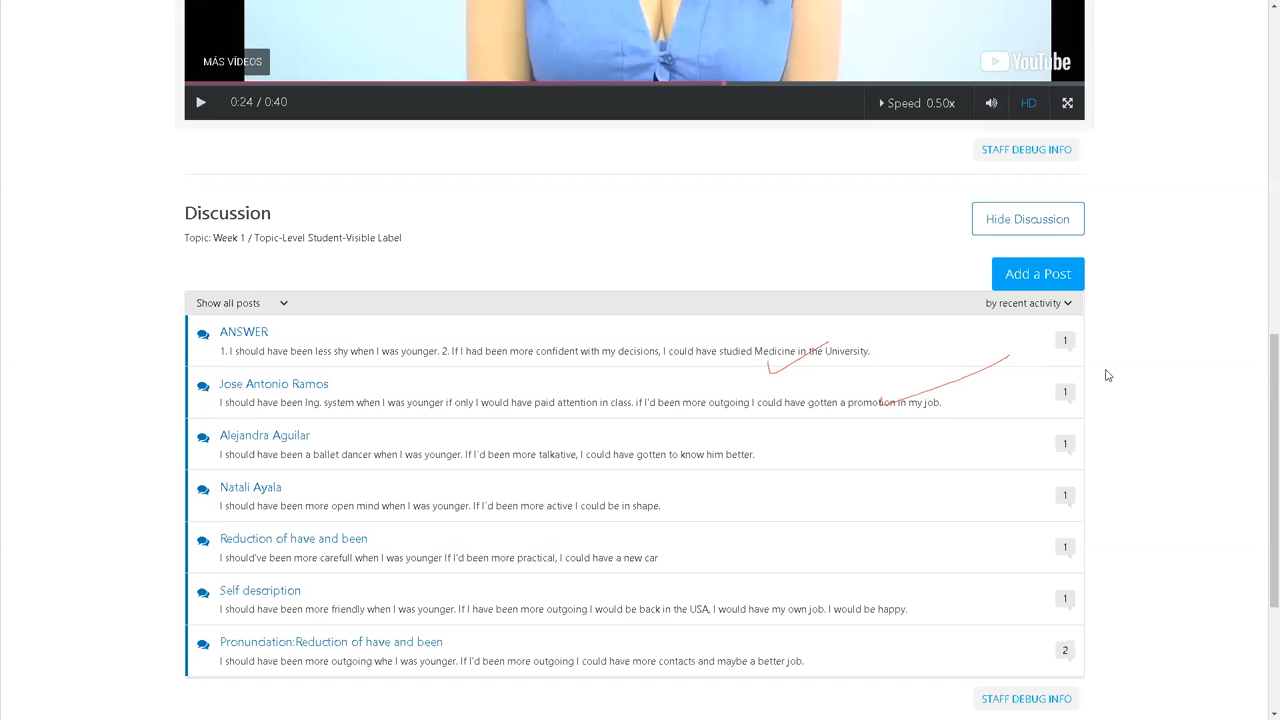 MÁS VÍDEOS
YouTube
0:24 / 0:40
Speed 0.50x
HD
STAFF DEBUG INFO
Discussion
Hide Discussion
Topic: Week 1 / Topic-Level Student-Visible Label
Add a Post
Show all posts
by recent activity
ANSWER
1. I should have been less shy when I was younger. 2. If I had been more confident with my decisions, I could have studied Medicine in the University.
1
Jose Antonio Ramos
I should have been Ing. system when I was younger if only I would have paid attention in class. if I'd been more outgoing I could have gotten a promotion in my job.
1
Alejandra Aguilar
I should have been a ballet dancer when I was younger. If I´d been more talkative, I could have gotten to know him better.
1
Natali Ayala
I should have been more open mind when I was younger. If I´d been more active I could be in shape.
1
Reduction of have and been
I should've been more carefull when I was younger If I'd been more practical, I could have a new car
1
Self description
I should have been more friendly when I was younger. If I have been more outgoing I would be back in the USA, I would have my own job. I would be happy.
1
Pronunciation:Reduction of have and been
I should have been more outgoing whe I was younger. If I'd been more outgoing I could have more contacts and maybe a better job.
2
STAFF DEBUG INFO